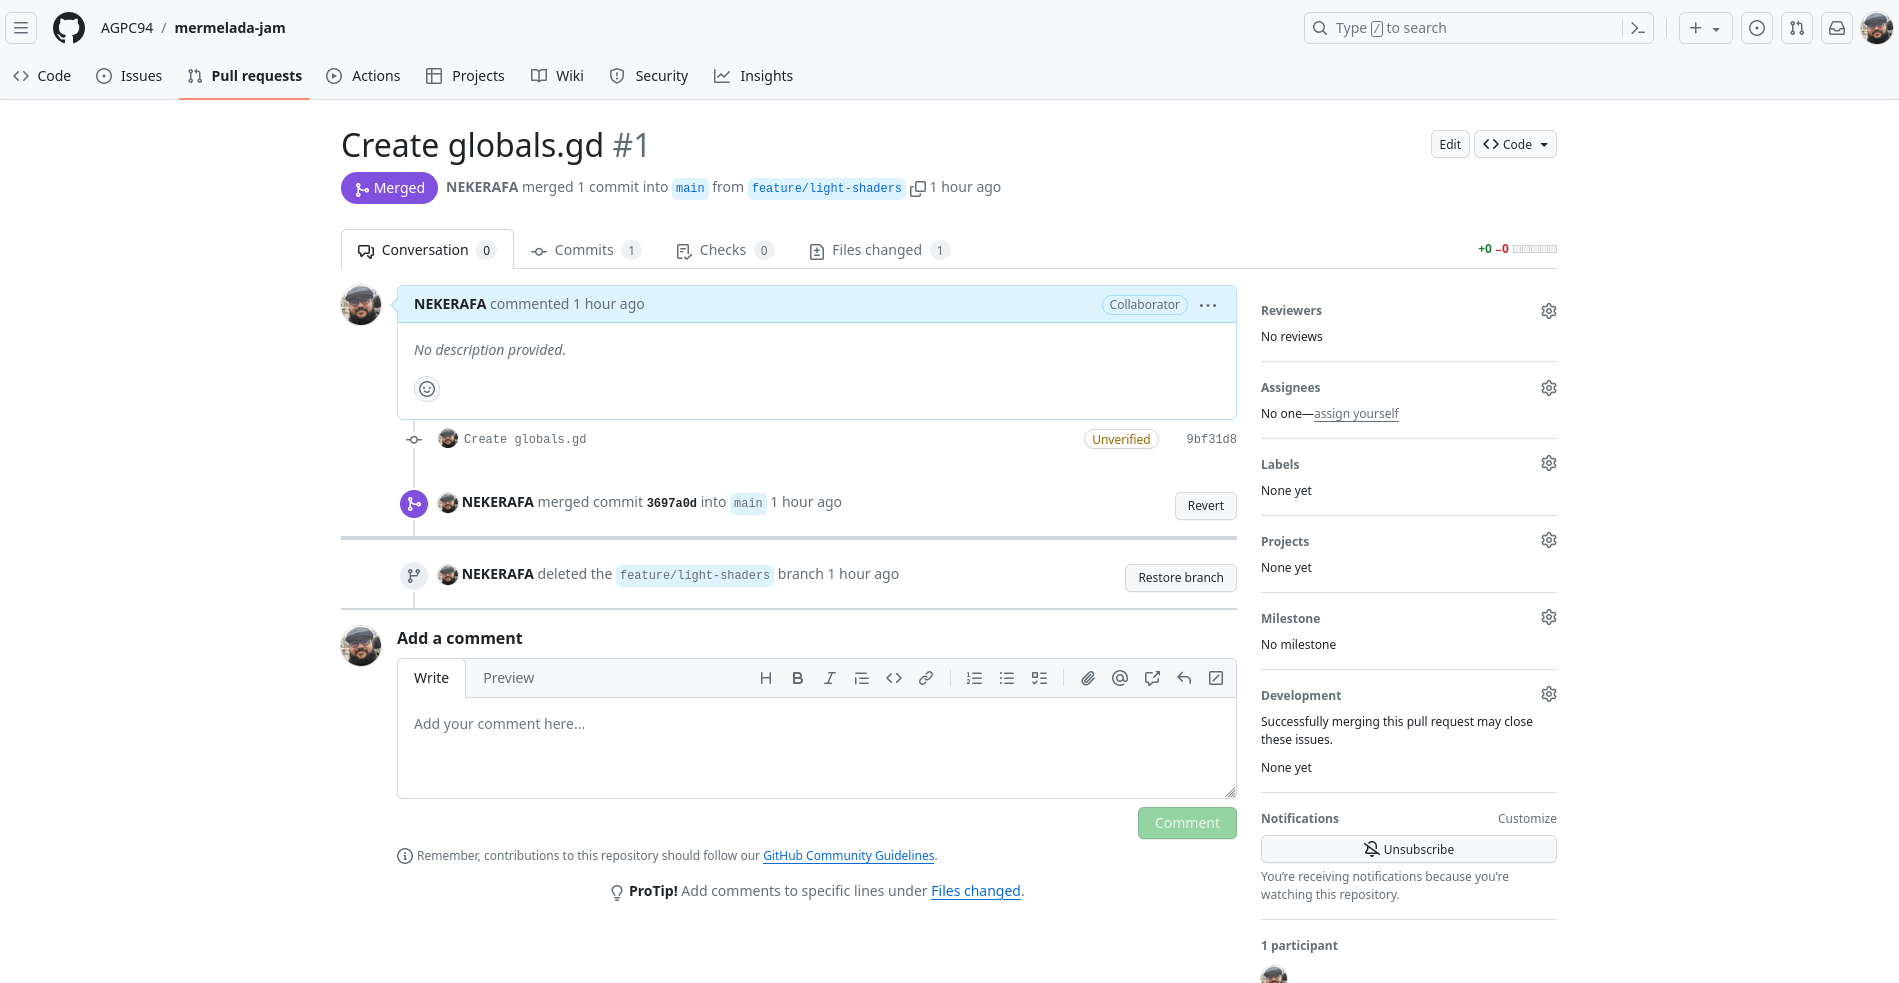 AGPC94 / mermelada-jam
Type / to search
Code Issues Pull requests Actions Projects Wiki Security Insights
Create globals.gd #1
Edit Code
Merged NEKERAFA merged 1 commit into main from feature/light-shaders 1 hour ago
Conversation 0 Commits 1 Checks 0 Files changed 1 +0 −0
NEKERAFA commented 1 hour ago Collaborator ...
No description provided.
Create globals.gd Unverified 9bf31d8
NEKERAFA merged commit 3697a0d into main 1 hour ago Revert
NEKERAFA deleted the feature/light-shaders branch 1 hour ago Restore branch
Add a comment
Write Preview
Add your comment here...
Comment
Remember, contributions to this repository should follow our GitHub Community Guidelines.
ProTip! Add comments to specific lines under Files changed.
Reviewers
No reviews
Assignees
No one—assign yourself
Labels
None yet
Projects
None yet
Milestone
No milestone
Development
Successfully merging this pull request may close
these issues.
None yet
Notifications Customize
Unsubscribe
You’re receiving notifications because you’re
watching this repository.
1 participant